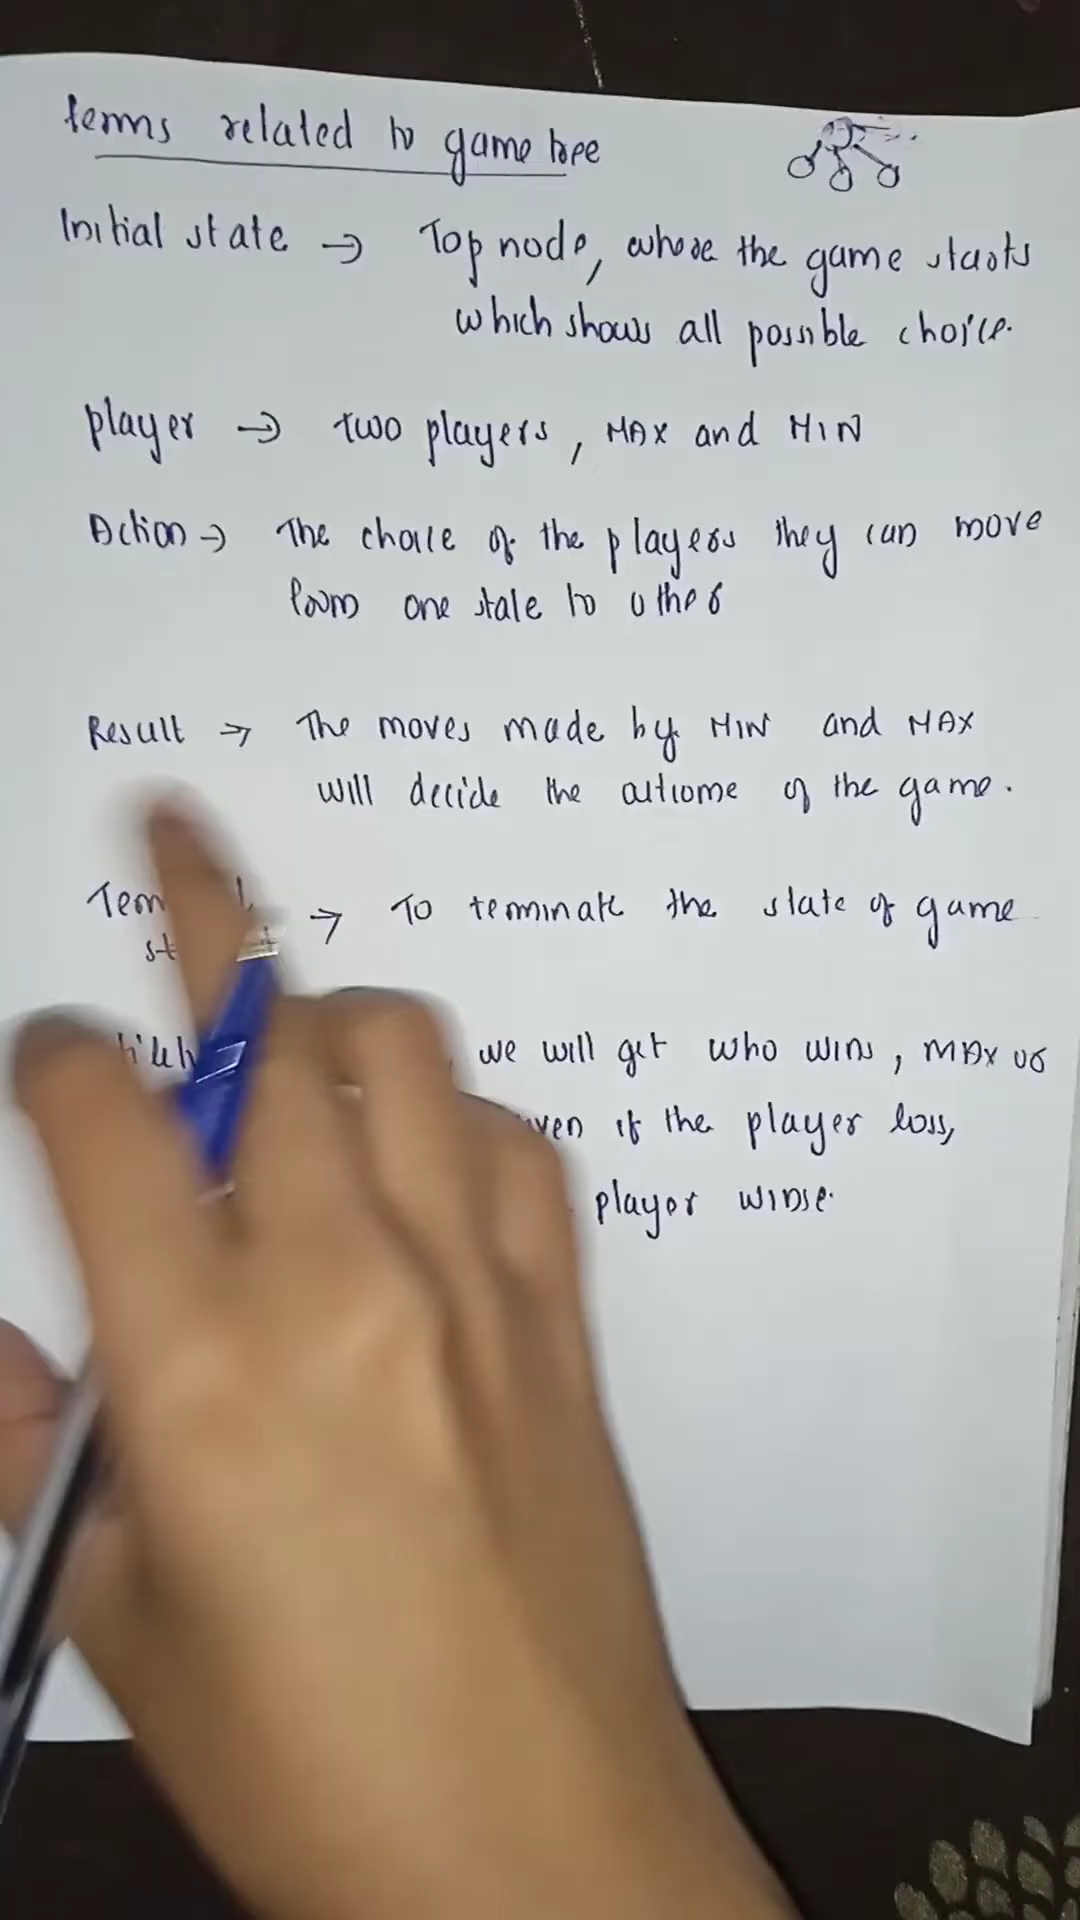 terms related to game tree
Initial state → Top node, where the game starts
which shows all possible choice.
player → two players, MAX and MIN
Action → The choice of the players they can move
from one state to other
Result → The moves made by MIN and MAX
will decide the outcome of the game.
→ To terminate the state of game
we will get who wins, MAX or
if the player loss,
player winse.